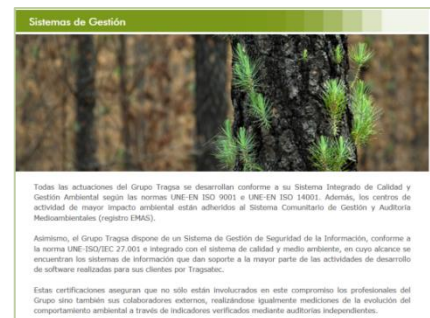 Sistemas de Gestión
Todas las actuaciones del Grupo Tragsa se desarrollan conforme a su Sistema Integrado de Calidad y
Gestión Ambiental según las normas UNE-EN ISO 9001 e UNE-EN ISO 14001. Además, los centros de
actividad de mayor impacto ambiental están adheridos al Sistema Comunitario de Gestión y Auditoría
Medioambientales (registro EMAS).
Asimismo, el Grupo Tragsa dispone de un Sistema de Gestión de Seguridad de la Información, conforme a
la norma UNE-ISO/IEC 27.001 e integrado con el sistema de calidad y medio ambiente, en cuyo alcance se
encuentran los sistemas de información que dan soporte a la mayor parte de las actividades de desarrollo
de software realizadas para sus clientes por Tragsatec.
Estas certificaciones aseguran que no sólo están involucrados en este compromiso los profesionales del
Grupo sino también sus colaboradores externos, realizándose igualmente mediciones de la evolución del
comportamiento ambiental a través de indicadores verificados mediante auditorías independientes.